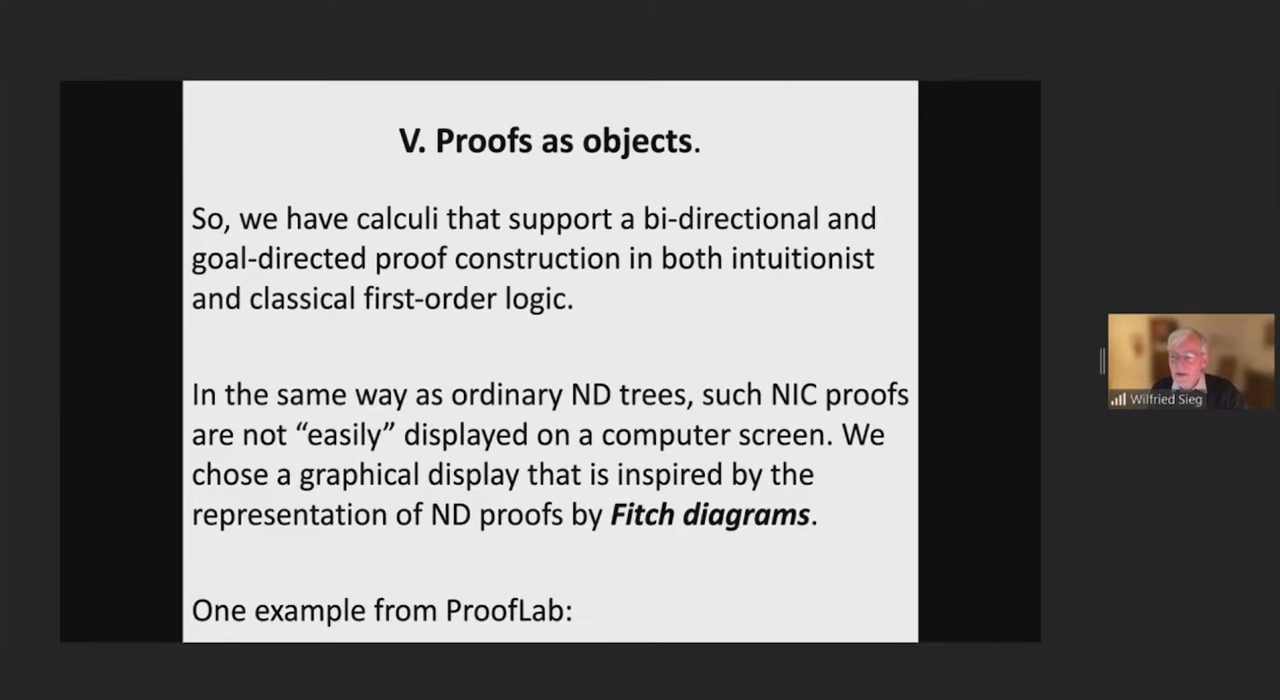 V. Proofs as objects.
So, we have calculi that support a bi-directional and
goal-directed proof construction in both intuitionist
and classical first-order logic.
In the same way as ordinary ND trees, such NIC proofs
are not “easily” displayed on a computer screen. We
chose a graphical display that is inspired by the
representation of ND proofs by Fitch diagrams.
One example from ProofLab:
Wilfried Sieg